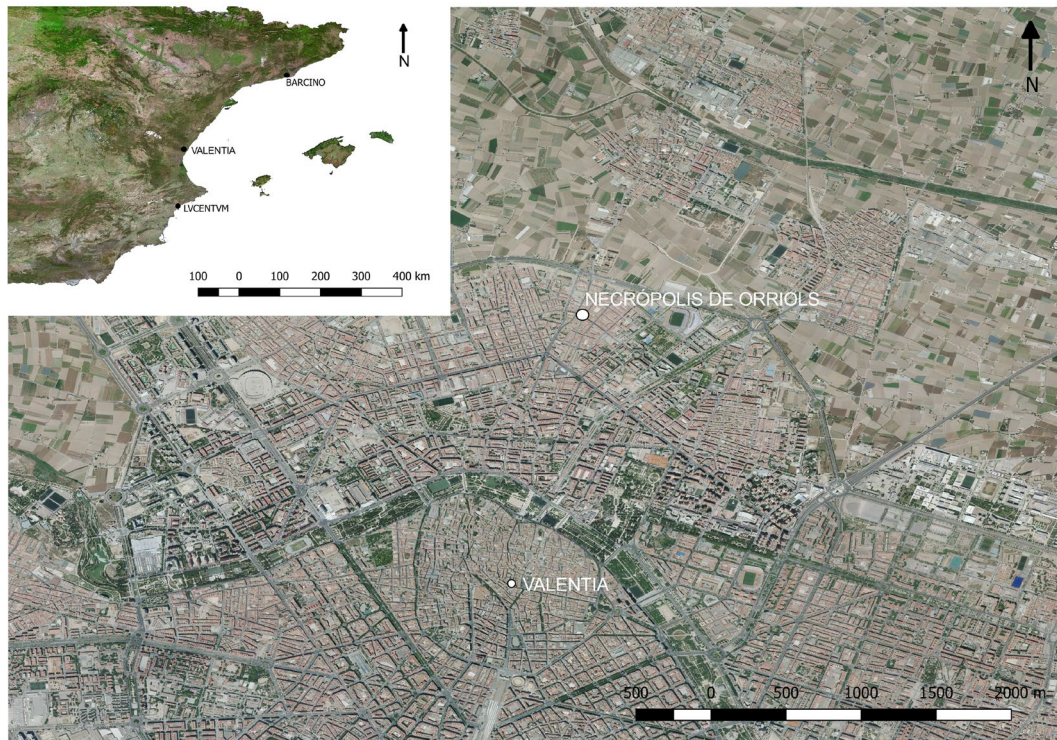 N
BARCINO
VALENTIA
LVCENTVM
100 0 100 200 300 400 km
N
NECRÓPOLIS DE ORRIOLS
VALENTIA
500 0 500 1000 1500 2000 m